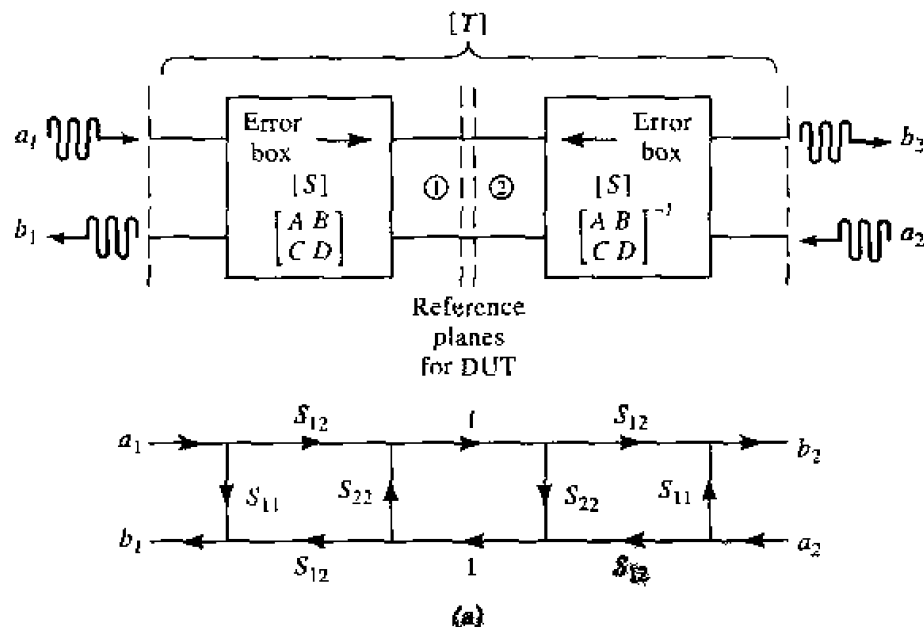 [T]
a1 Error box Error box b2
[S] ① ② [S]
b1 [A B C D] [A B C D]⁻¹ a2
Reference
planes
for DUT
S12 1 S12
a1 b2
S11 S22 S22 S11
b1 a2
S12 1 S12
(a)